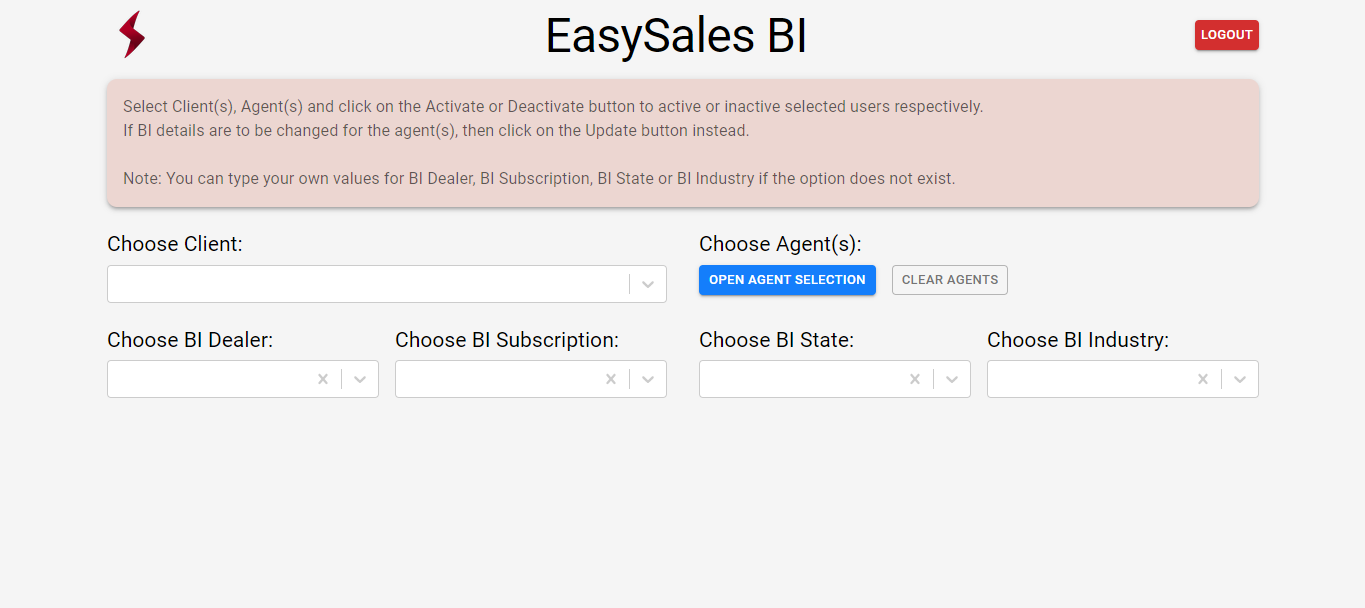 EasySales BI
LOGOUT
Select Client(s), Agent(s) and click on the Activate or Deactivate button to active or inactive selected users respectively.
If BI details are to be changed for the agent(s), then click on the Update button instead.
Note: You can type your own values for BI Dealer, BI Subscription, BI State or BI Industry if the option does not exist.
Choose Client:
Choose Agent(s):
OPEN AGENT SELECTION
CLEAR AGENTS
Choose BI Dealer:
Choose BI Subscription:
Choose BI State:
Choose BI Industry: